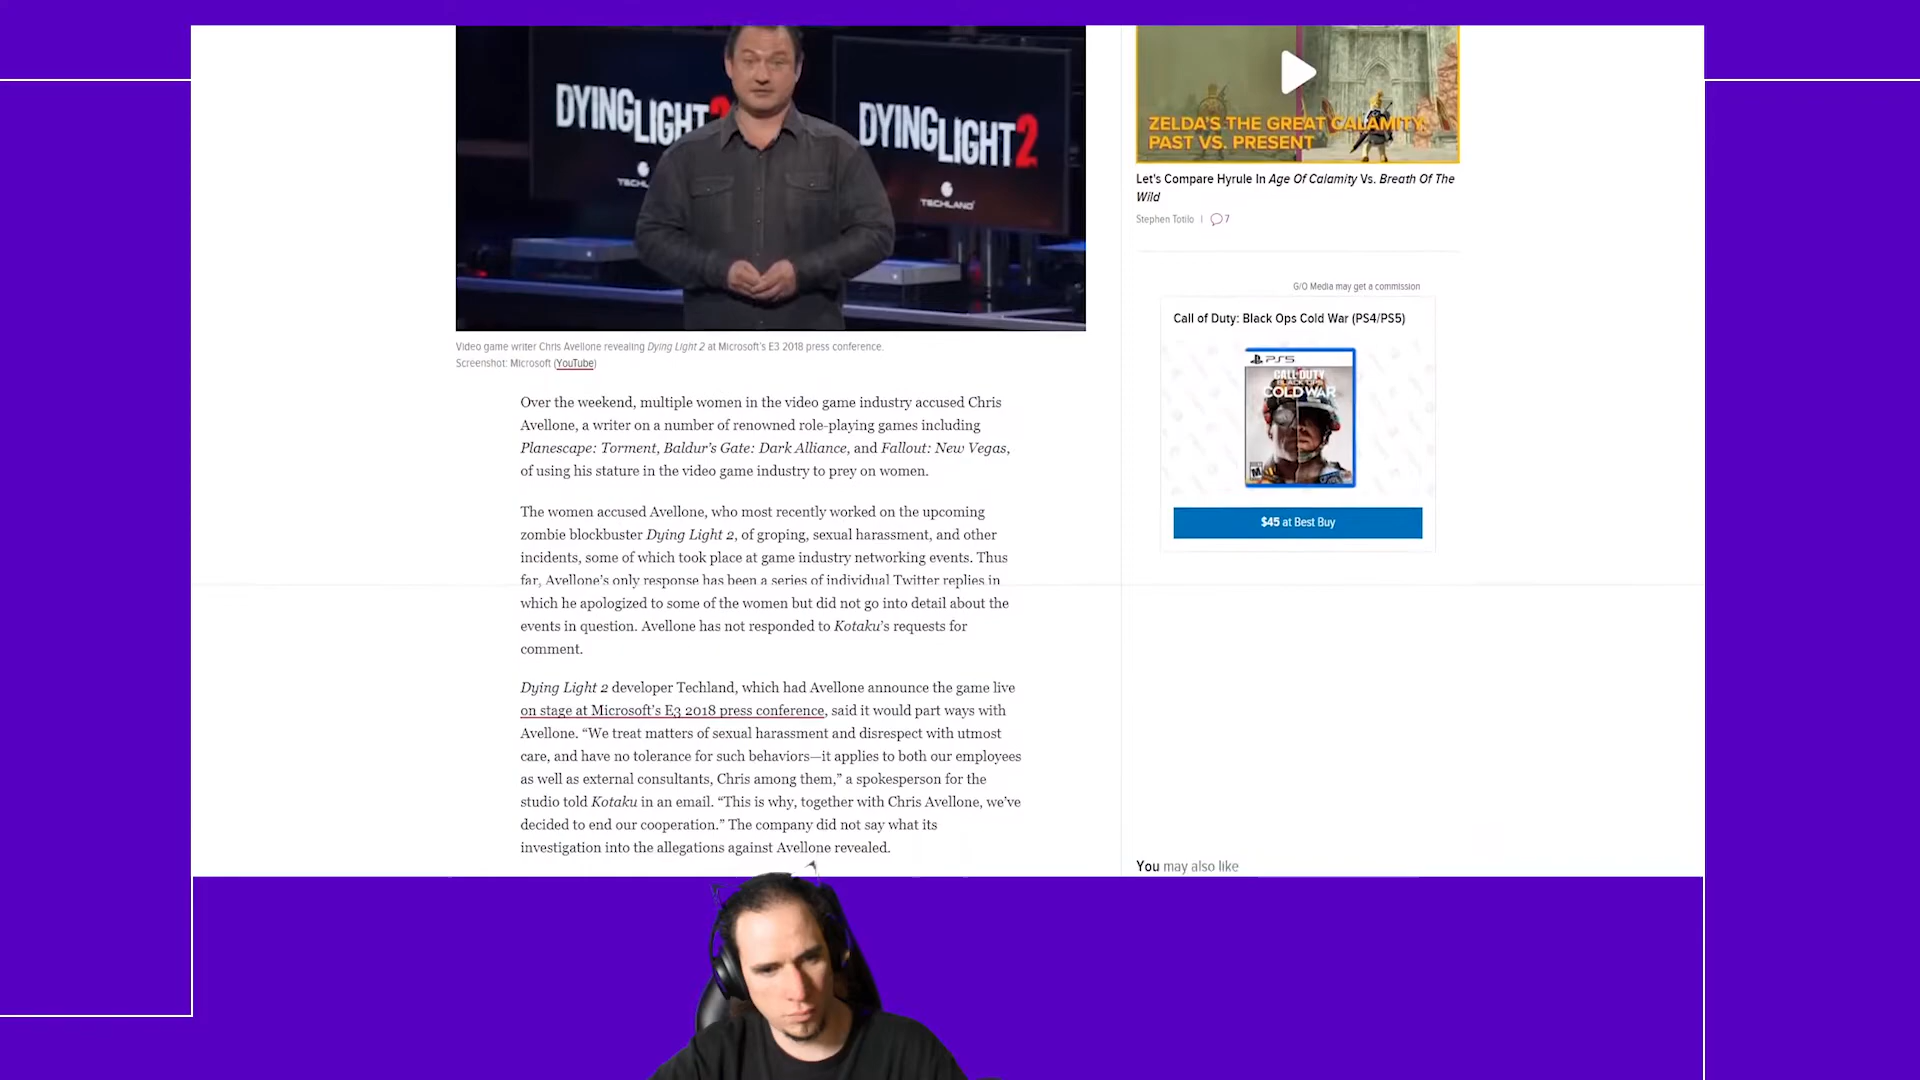 DYING LIGHT 2
TECHL
DYING LIGHT 2
TECHLAND
Video game writer Chris Avellone revealing Dying Light 2 at Microsoft's E3 2018 press conference.
Screenshot: Microsoft (YouTube)
Over the weekend, multiple women in the video game industry accused Chris
Avellone, a writer on a number of renowned role-playing games including
Planescape: Torment, Baldur's Gate: Dark Alliance, and Fallout: New Vegas,
of using his stature in the video game industry to prey on women.
The women accused Avellone, who most recently worked on the upcoming
zombie blockbuster Dying Light 2, of groping, sexual harassment, and other
incidents, some of which took place at game industry networking events. Thus
far, Avellone's only response has been a series of individual Twitter replies in
which he apologized to some of the women but did not go into detail about the
events in question. Avellone has not responded to Kotaku's requests for
comment.
Dying Light 2 developer Techland, which had Avellone announce the game live
on stage at Microsoft's E3 2018 press conference, said it would part ways with
Avellone. “We treat matters of sexual harassment and disrespect with utmost
care, and have no tolerance for such behaviors—it applies to both our employees
as well as external consultants, Chris among them,” a spokesperson for the
studio told Kotaku in an email. “This is why, together with Chris Avellone, we've
decided to end our cooperation.” The company did not say what its
investigation into the allegations against Avellone revealed.
ZELDA'S THE GREAT CALAMITY
PAST VS. PRESENT
Let's Compare Hyrule In Age Of Calamity Vs. Breath Of The
Wild
Stephen Totilo | 7
G/O Media may get a commission
Call of Duty: Black Ops Cold War (PS4/PS5)
PS5
CALL OF DUTY
BLACK OPS
COLD WAR
M
$45 at Best Buy
You may also like